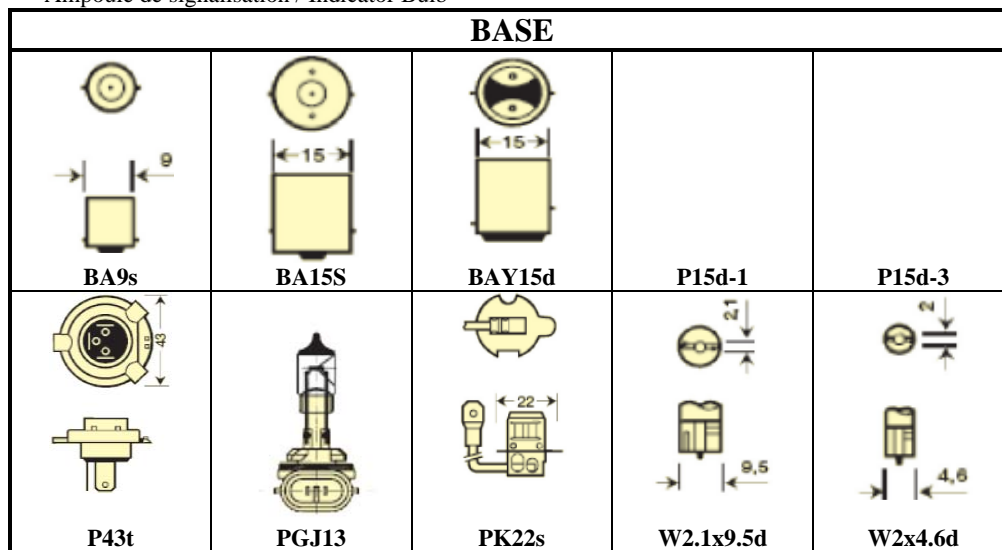 Ampoule de signalisation / Indicator Bulb
BASE
9
15
15
BA9s
BA15S
BAY15d
P15d-1
P15d-3
43
22
2,1
9,5
2
4,6
P43t
PGJ13
PK22s
W2.1x9.5d
W2x4.6d